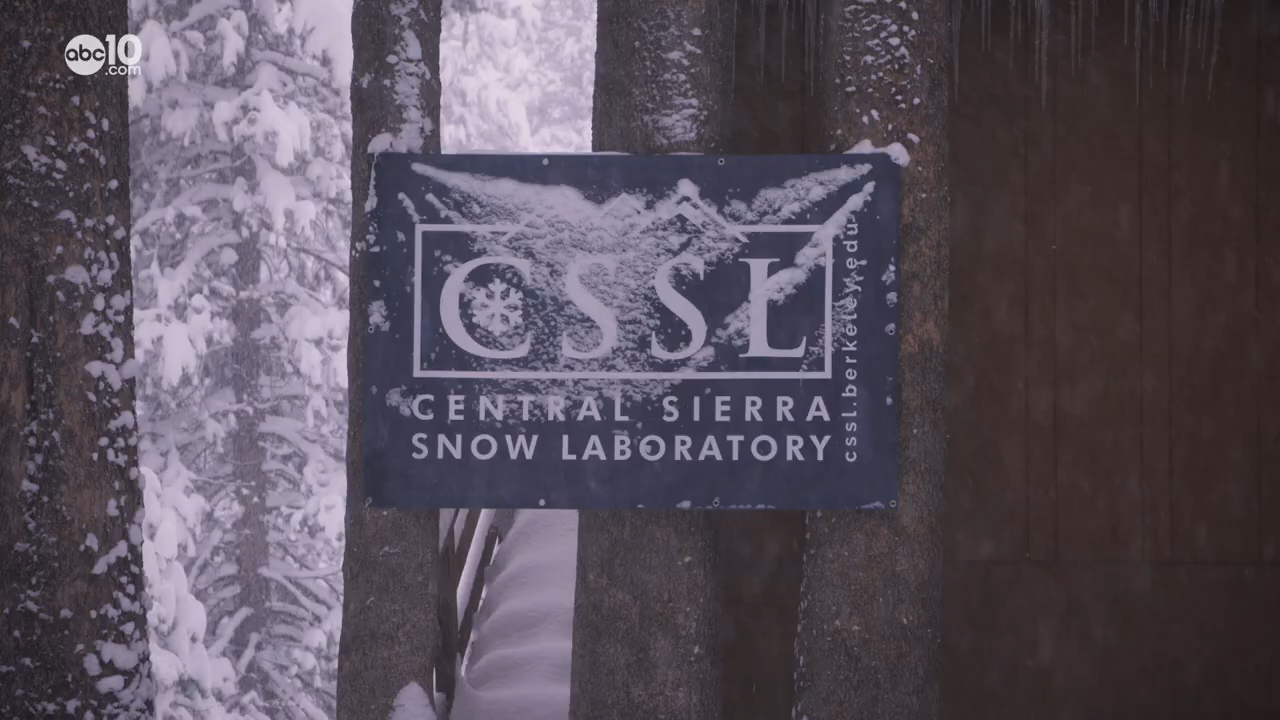 abc10
.com
CSSL
CENTRAL SIERRA
SNOW LABORATORY
cssl.berkeley.edu